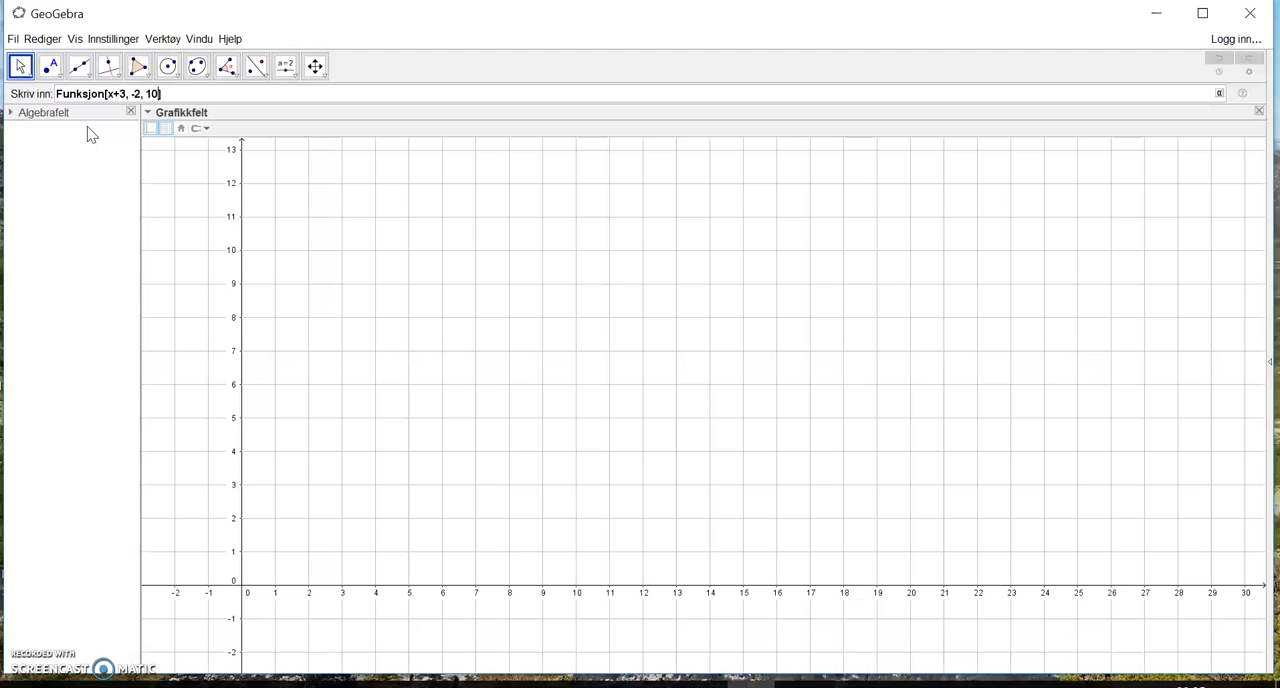 GeoGebra
Fil Rediger Vis Innstillinger Verktøy Vindu Hjelp Logg inn...
A a=2
Skriv inn: Funksjon[x+3, -2, 10] α
Algebrafelt Grafikkfelt
13
12
11
10
9
8
7
6
5
4
3
2
1
0
-2 -1 0 1 2 3 4 5 6 7 8 9 10 11 12 13 14 15 16 17 18 19 20 21 22 23 24 25 26 27 28 29 30
-1
-2
RECORDED WITH
SCREENCAST MATIC